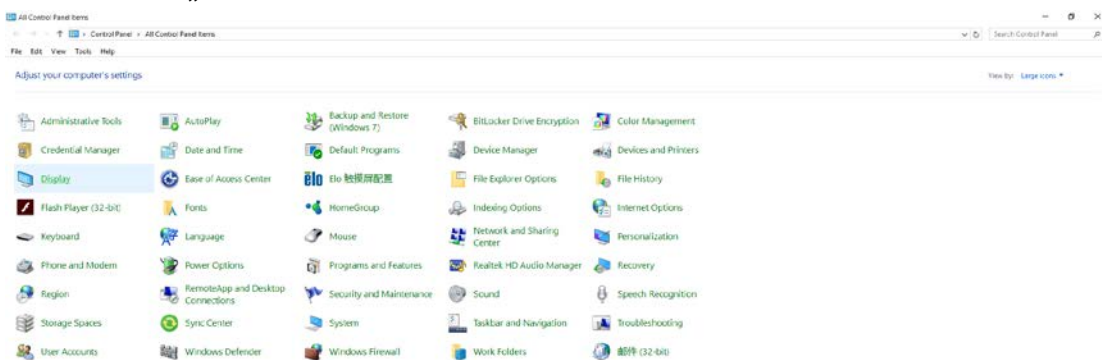 "
All Control Panel Items
Control Panel › All Control Panel Items
Search Control Panel
File Edit View Tools Help
Adjust your computer's settings
View by: Large icons
Administrative Tools
AutoPlay
Backup and Restore
(Windows 7)
BitLocker Drive Encryption
Color Management
Credential Manager
Date and Time
Default Programs
Device Manager
Devices and Printers
Display
Ease of Access Center
elo
Elo 触摸屏配置
File Explorer Options
File History
Flash Player (32-bit)
Fonts
HomeGroup
Indexing Options
Internet Options
Keyboard
Language
Mouse
Network and Sharing
Center
Personalization
Phone and Modem
Power Options
Programs and Features
Realtek HD Audio Manager
Recovery
Region
RemoteApp and Desktop
Connections
Security and Maintenance
Sound
Speech Recognition
Storage Spaces
Sync Center
System
Taskbar and Navigation
Troubleshooting
User Accounts
Windows Defender
Windows Firewall
Work Folders
邮件 (32-bit)